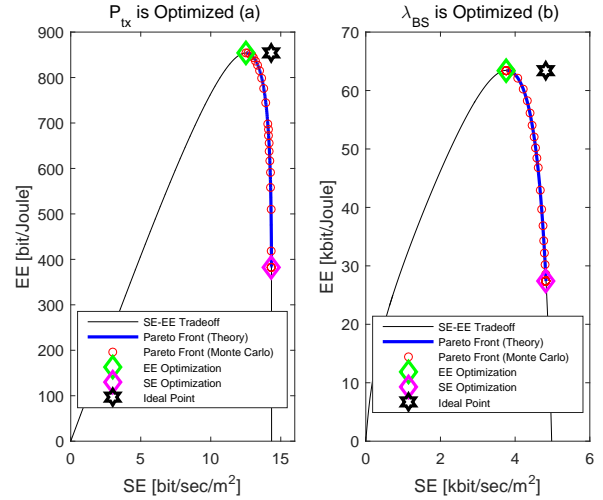 P_tx is Optimized (a)
900
800
700
600
500
400
300
200
100
0
EE [bit/Joule]
0
5
10
15
SE [bit/sec/m²]
SE-EE Tradeoff
Pareto Front (Theory)
Pareto Front (Monte Carlo)
EE Optimization
SE Optimization
Ideal Point
λ_BS is Optimized (b)
70
60
50
40
30
20
10
0
EE [kbit/Joule]
0
2
4
6
SE [kbit/sec/m²]
SE-EE Tradeoff
Pareto Front (Theory)
Pareto Front (Monte Carlo)
EE Optimization
SE Optimization
Ideal Point